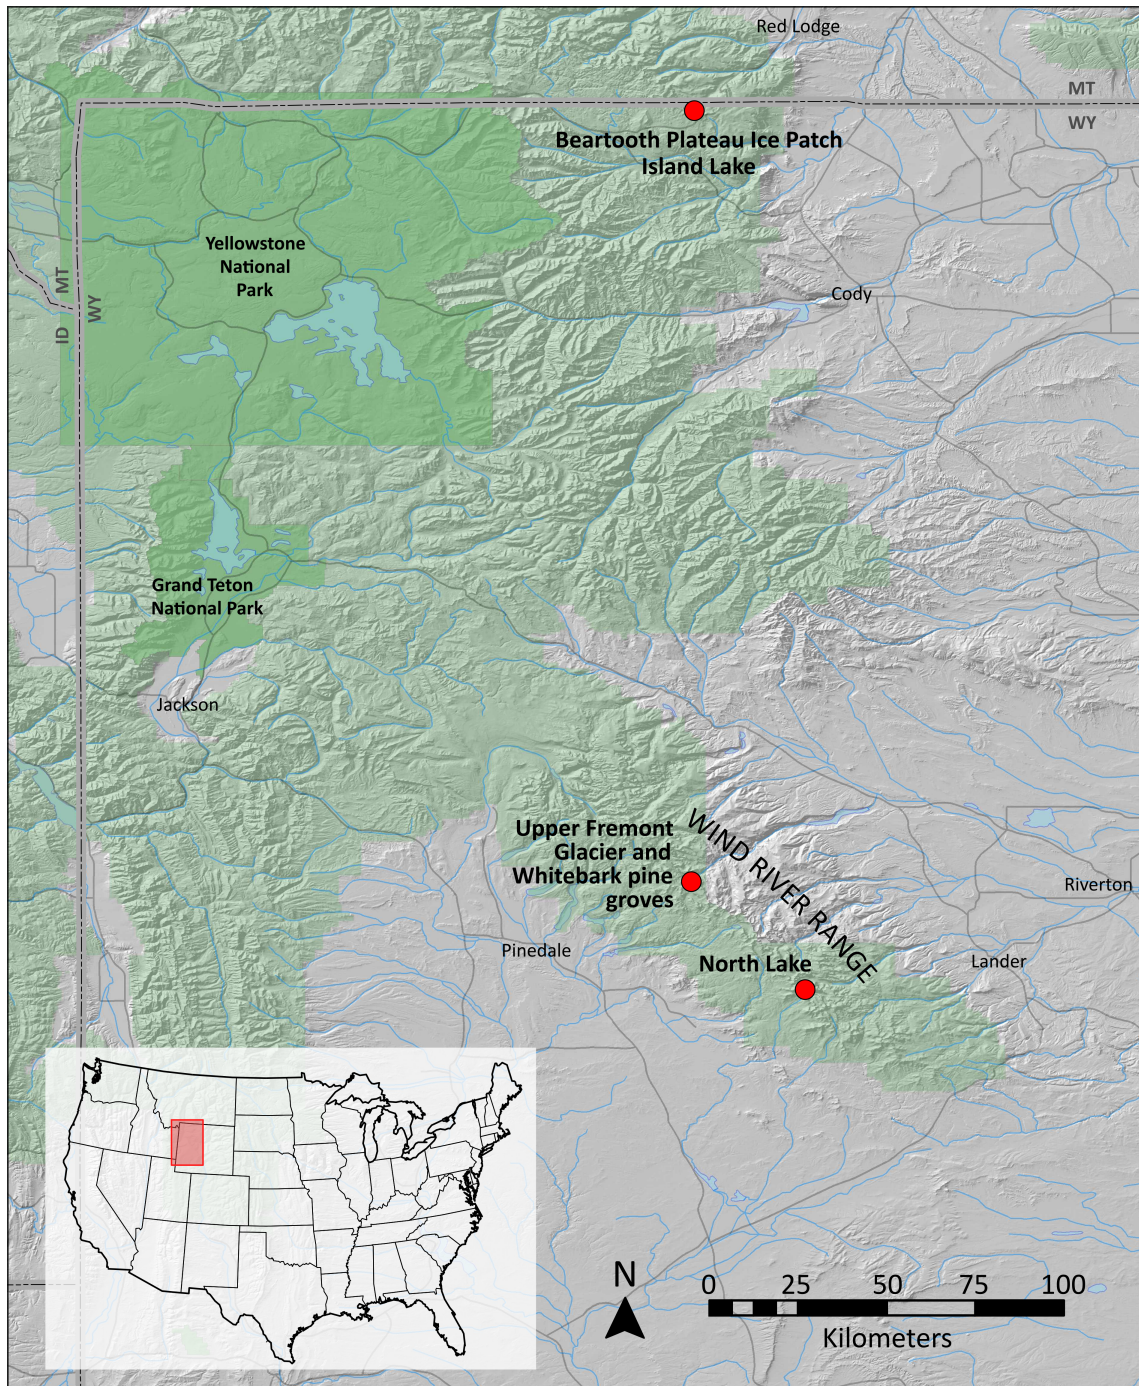 Red Lodge
MT
WY
Beartooth Plateau Ice Patch
Island Lake
Yellowstone
National
Park
MT
WY
ID
Cody
Grand Teton
National Park
Jackson
Upper Fremont
Glacier and
Whitebark pine
groves
WIND RIVER RANGE
Riverton
Pinedale
North Lake
Lander
N
0 25 50 75 100
Kilometers